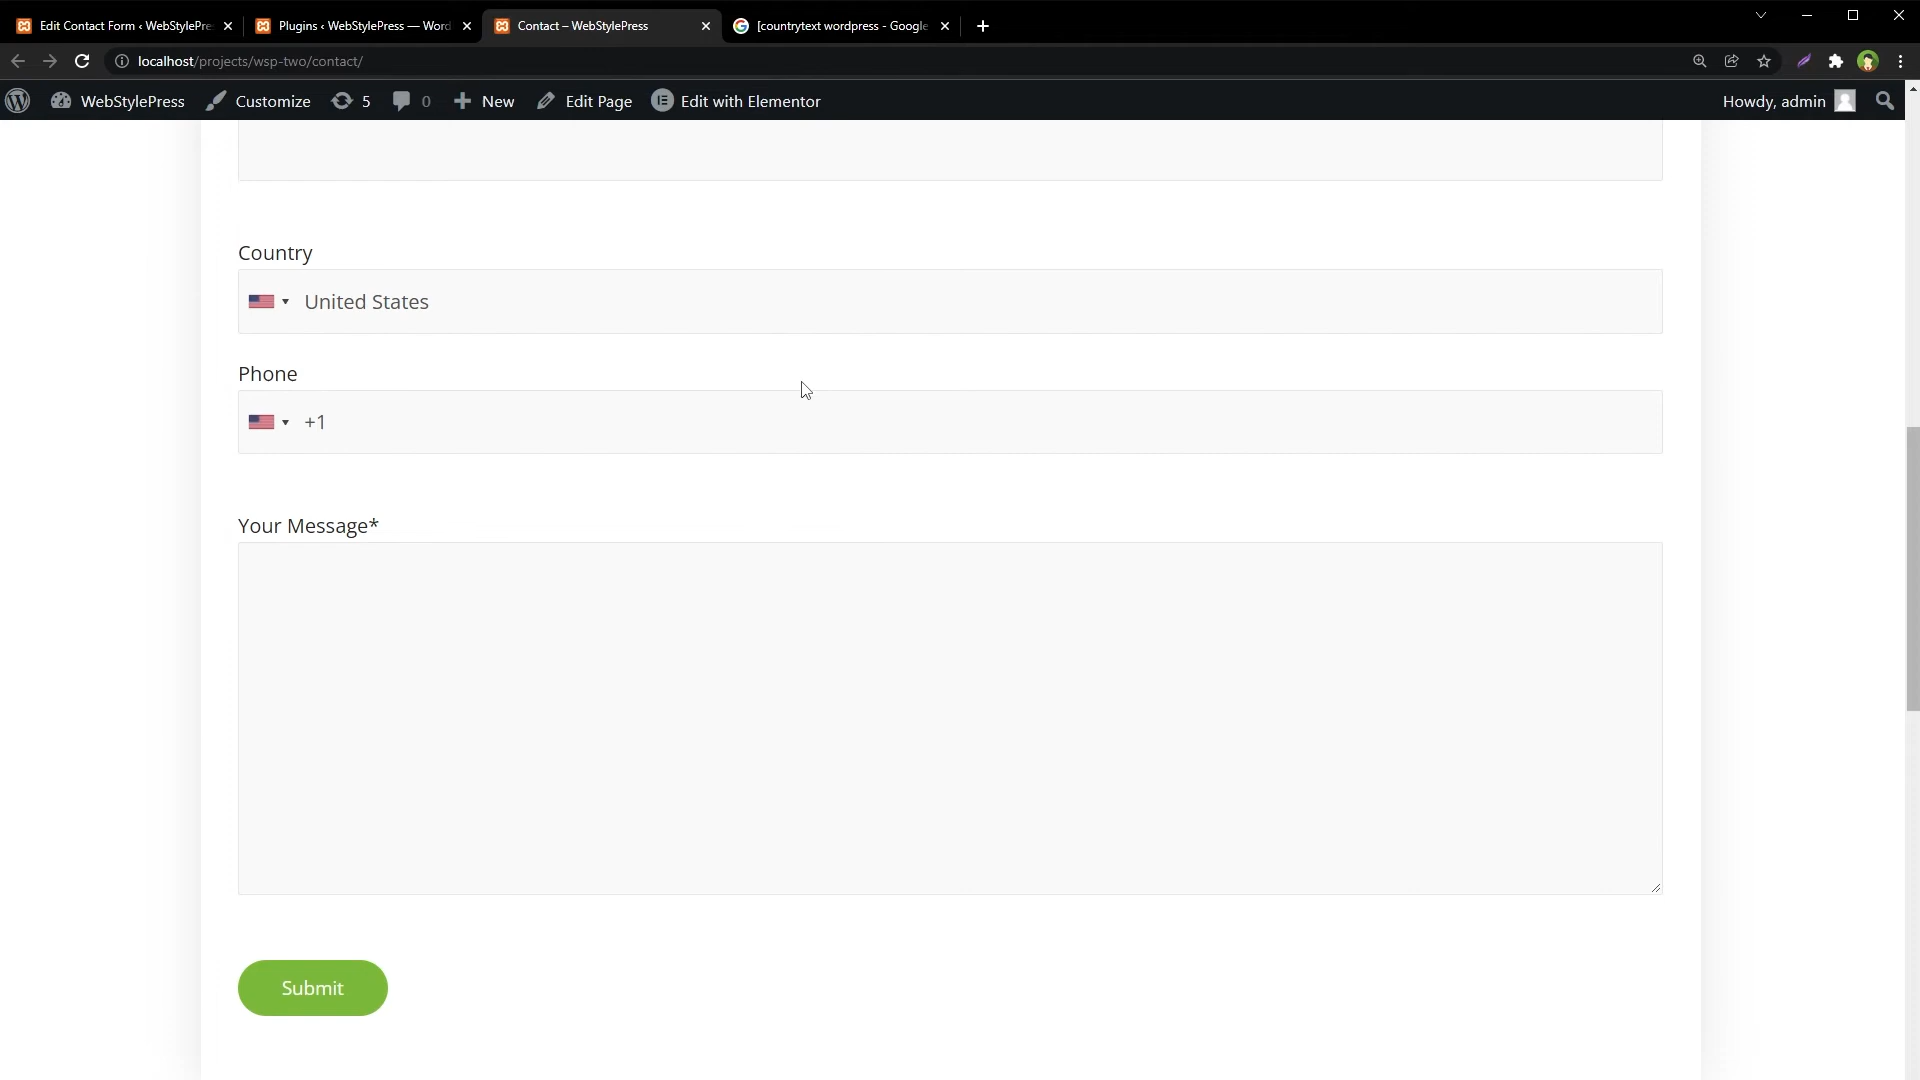 Edit Contact Form ‹ WebStylePre
Plugins ‹ WebStylePress — Word
Contact – WebStylePress
[countrytext wordpress - Google
localhost/projects/wsp-two/contact/
WebStylePress
Customize
5
0
New
Edit Page
Edit with Elementor
Howdy, admin
Country
United States
Phone
+1
Your Message*
Submit